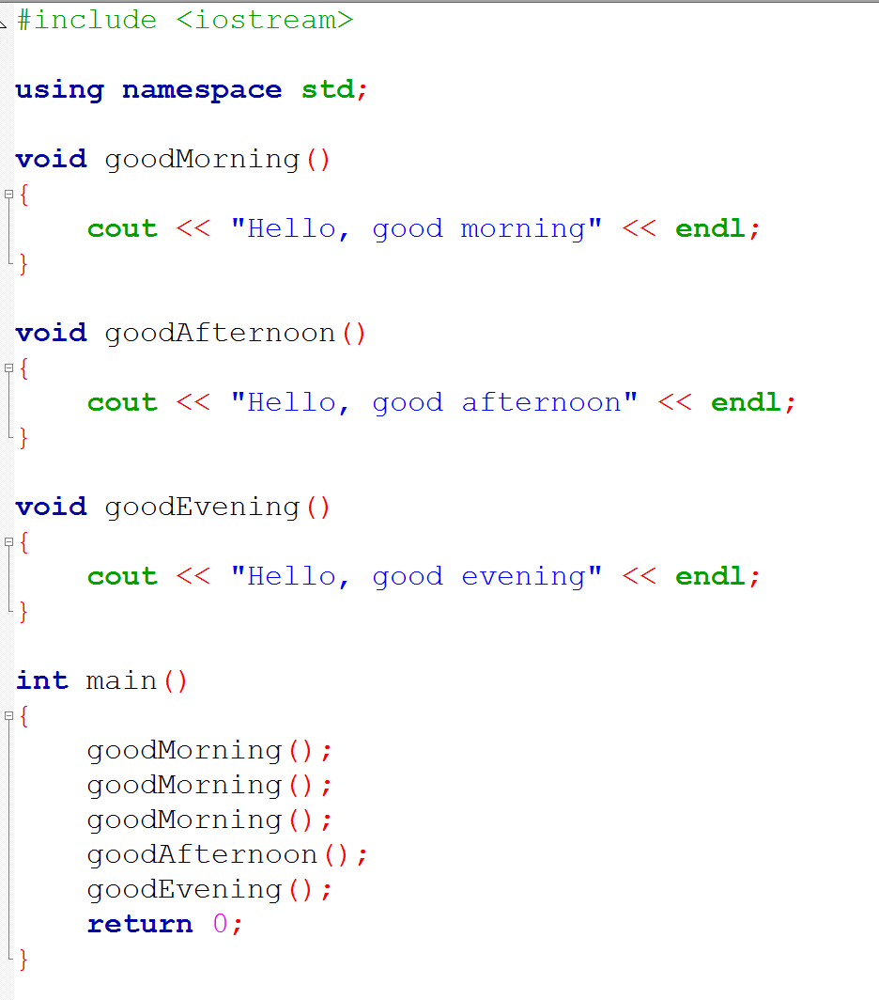 #include <iostream>
using namespace std;
void goodMorning()
{
    cout << "Hello, good morning" << endl;
}
void goodAfternoon()
{
    cout << "Hello, good afternoon" << endl;
}
void goodEvening()
{
    cout << "Hello, good evening" << endl;
}
int main()
{
    goodMorning();
    goodMorning();
    goodMorning();
    goodAfternoon();
    goodEvening();
    return 0;
}